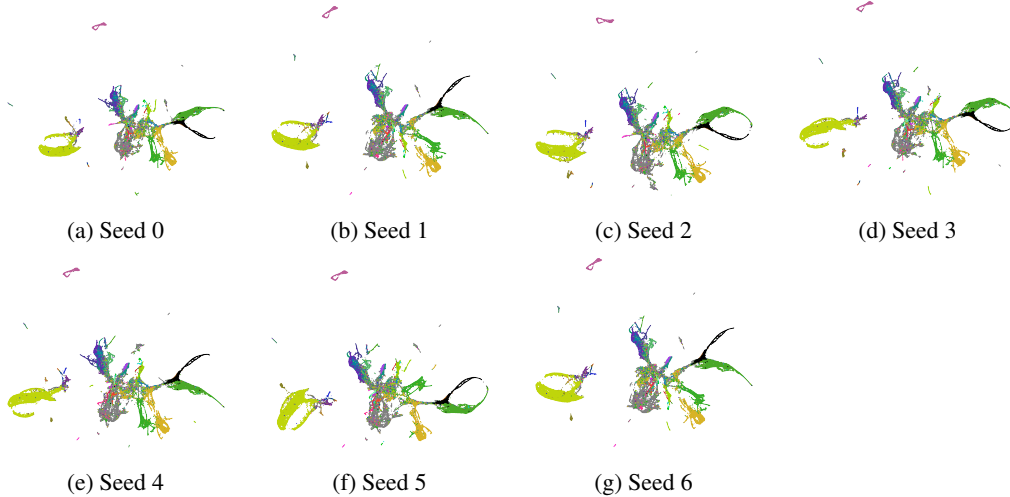 (a) Seed 0
(b) Seed 1
(c) Seed 2
(d) Seed 3
(e) Seed 4
(f) Seed 5
(g) Seed 6